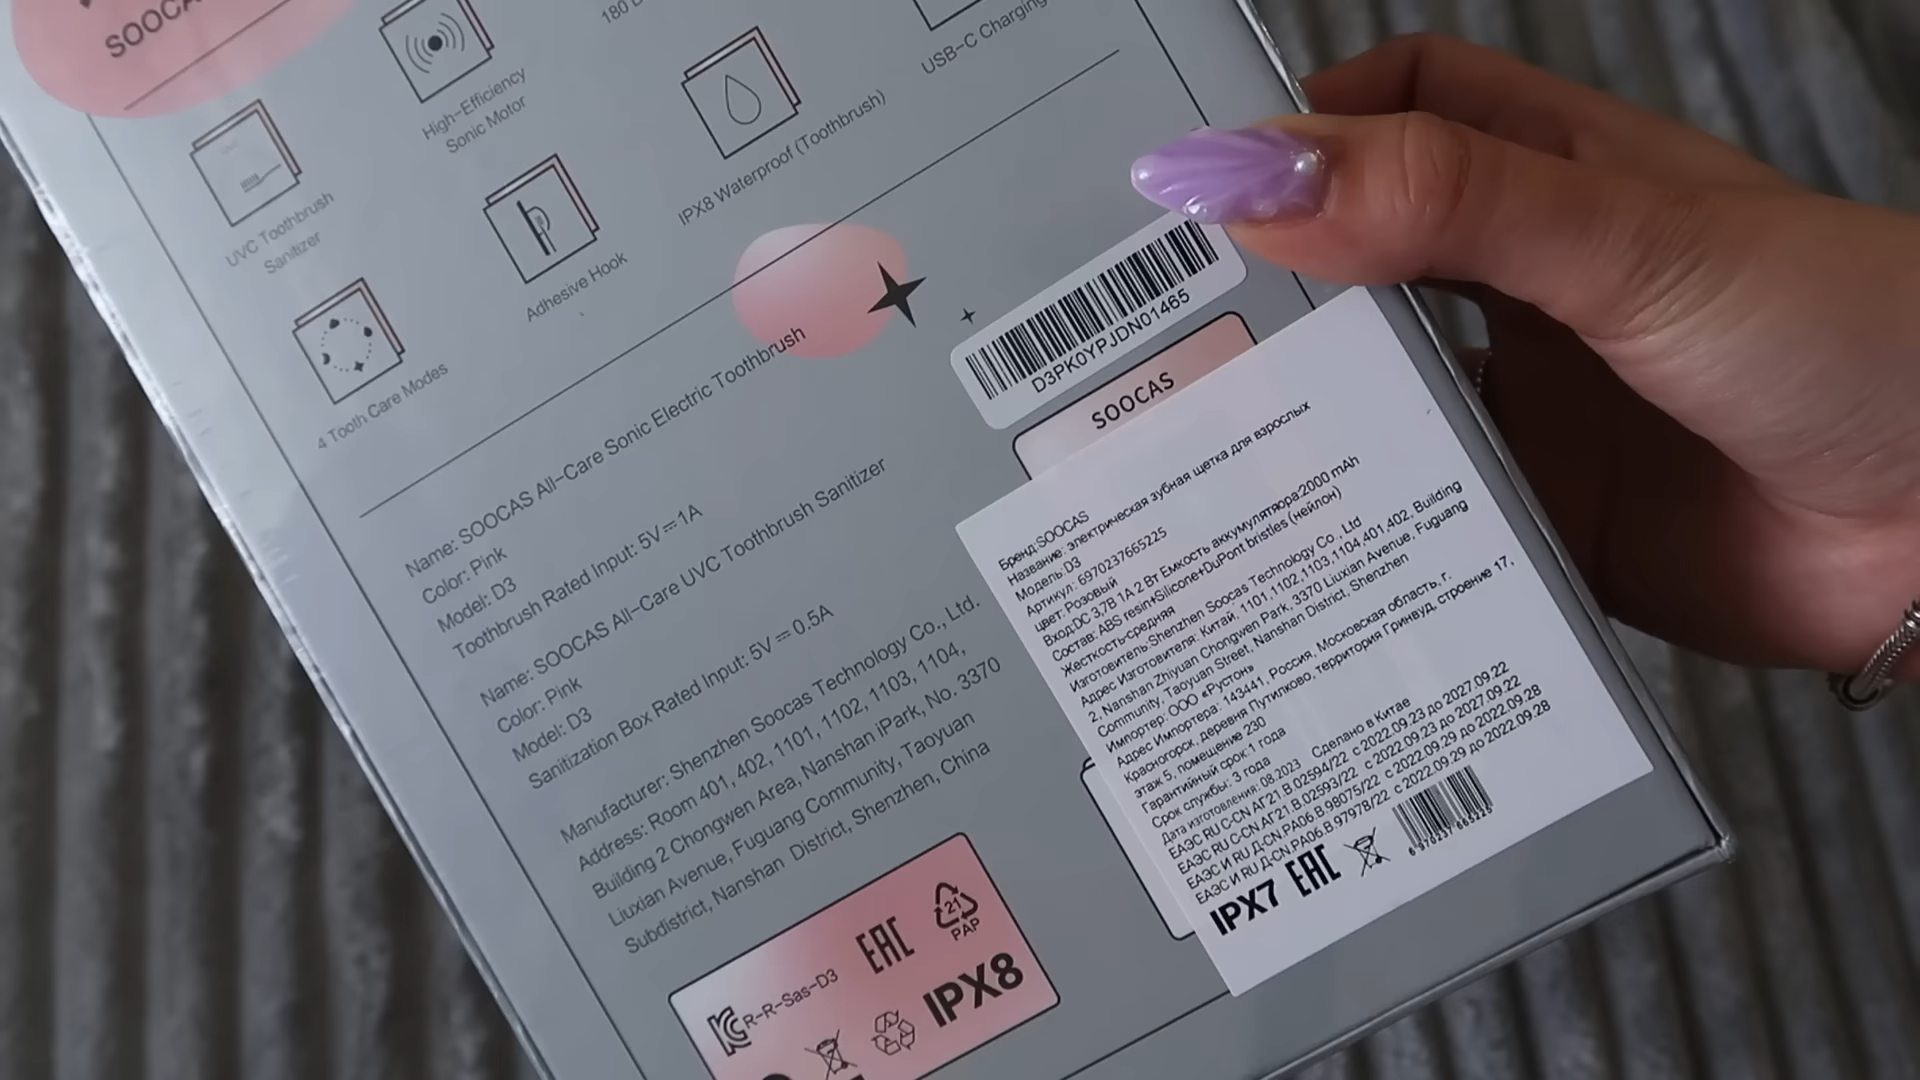 SOOCA
High-Efficiency
Sonic Motor
180 D
USB-C Charging
UVC Toothbrush
Sanitizer
Adhesive Hook
IPX8 Waterproof (Toothbrush)
4 Tooth Care Modes
Name: SOOCAS All-Care Sonic Electric Toothbrush
Color: Pink
Model: D3
Toothbrush Rated Input: 5V⎓1A
Name: SOOCAS All-Care UVC Toothbrush Sanitizer
Color: Pink
Model: D3
Sanitization Box Rated Input: 5V⎓0.5A
Manufacturer: Shenzhen Soocas Technology Co., Ltd.
Address: Room 401, 402, 1101, 1102, 1103, 1104,
Building 2 Chongwen Area, Nanshan iPark, No. 3370
Liuxian Avenue, Fuguang Community, Taoyuan
Subdistrict, Nanshan District, Shenzhen, China
R-R-Sas-D3
EAC
21
PAP
IPX8
D3PK0YPJDN01465
SOOCAS
Бренд:SOOCAS
Название: электрическая зубная щетка для взрослых
Модель:D3
Артикул: 6970237665225
цвет: Розовый
Вход:DC 3,7В 1А 2 Вт Емкость аккумулятяора:2000 mAh
Состав: ABS resin+Silicone+DuPont bristles (нейлон)
Жесткость-средняя
Изготовитель:Shenzhen Soocas Technology Co., Ltd
Адрес Изготовителя: Китай, 1101,1102,1103,1104,401,402, Building
2, Nanshan Zhiyuan Chongwen Park, 3370 Liuxian Avenue, Fuguang
Community, Taoyuan Street, Nanshan District, Shenzhen
Импортер: ООО «Рустон»
Адрес Импортера: 143441, Россия, Московская область, г.
Красногорск, деревня Путилково, территория Гринвуд, строение 17,
этаж 5, помещение 230
Гарантийный срок:1 года
Срок службы: 3 года
Дата изготовления: 08.2023 Сделано в Китае
ЕАЭС RU C-CN.АГ21.В.02594/22 с 2022.09.23 до 2027.09.22
ЕАЭС RU C-CN.АГ21.В.02593/22 с 2022.09.23 до 2027.09.22
ЕАЭС N RU Д-CN.РА06.В.98075/22 с 2022.09.29 до 2022.09.28
ЕАЭС N RU Д-CN.РА06.В.97978/22 с 2022.09.29 до 2022.09.28
IPX7 EAC
6 970237 665225